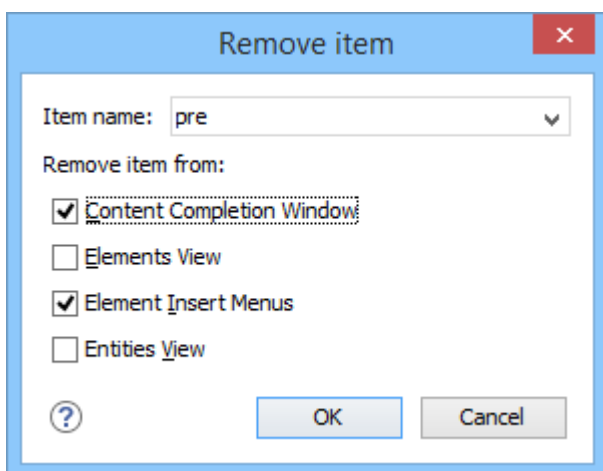 Remove item
Item name: pre
Remove item from:
Content Completion Window
Elements View
Element Insert Menus
Entities View
? OK Cancel